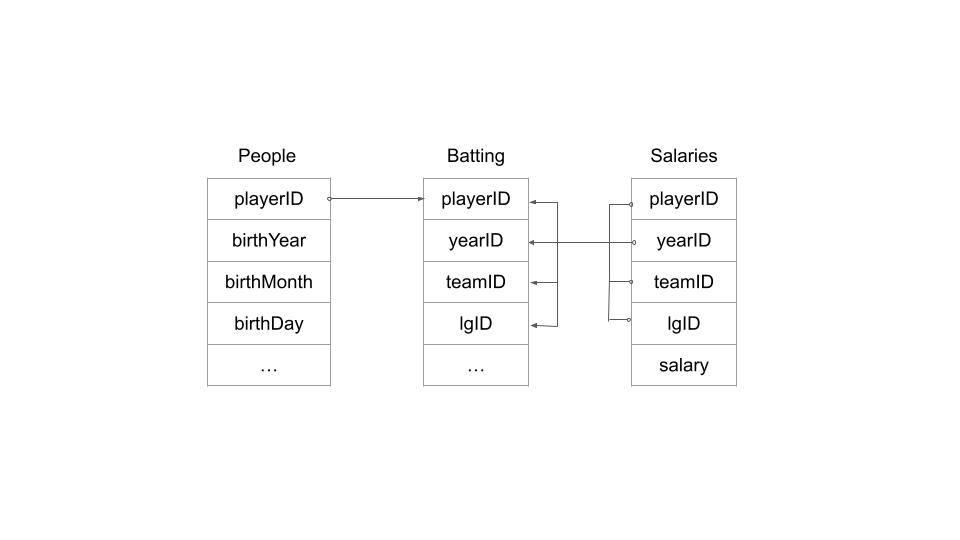 People
playerID
birthYear
birthMonth
birthDay
…
Batting
playerID
yearID
teamID
lgID
…
Salaries
playerID
yearID
teamID
lgID
salary